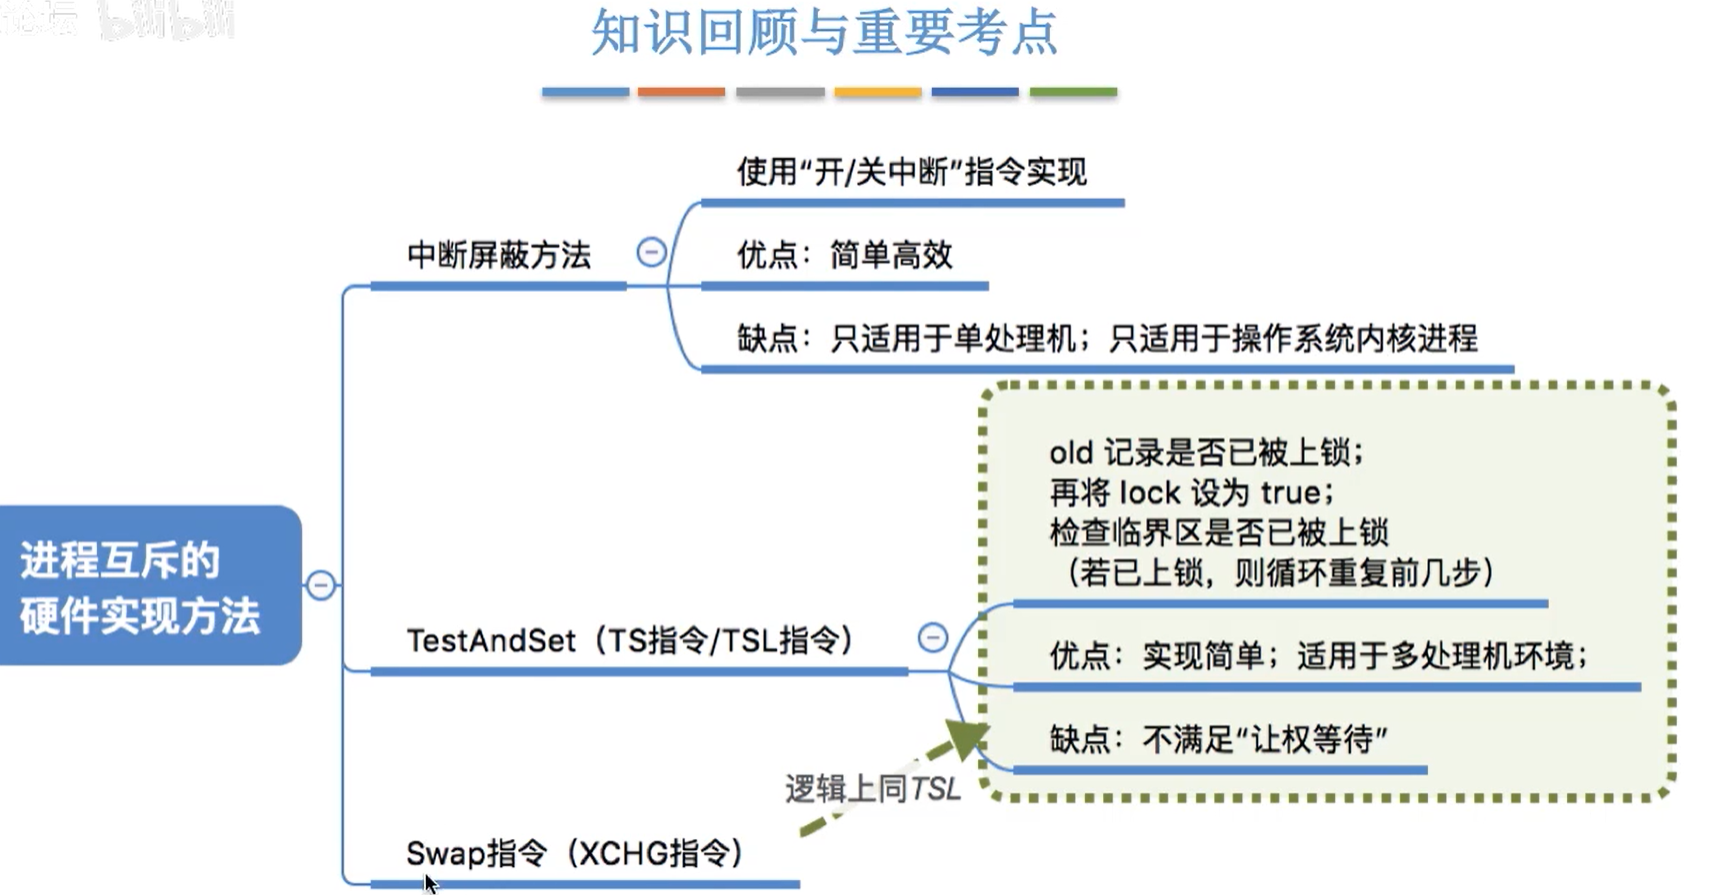 论坛 bilibili
知识回顾与重要考点
使用“开/关中断”指令实现
中断屏蔽方法
优点：简单高效
缺点：只适用于单处理机；只适用于操作系统内核进程
进程互斥的
硬件实现方法
TestAndSet（TS指令/TSL指令）
old 记录是否已被上锁；
再将 lock 设为 true；
检查临界区是否已被上锁
（若已上锁，则循环重复前几步）
优点：实现简单；适用于多处理机环境；
缺点：不满足“让权等待”
逻辑上同TSL
Swap指令（XCHG指令）